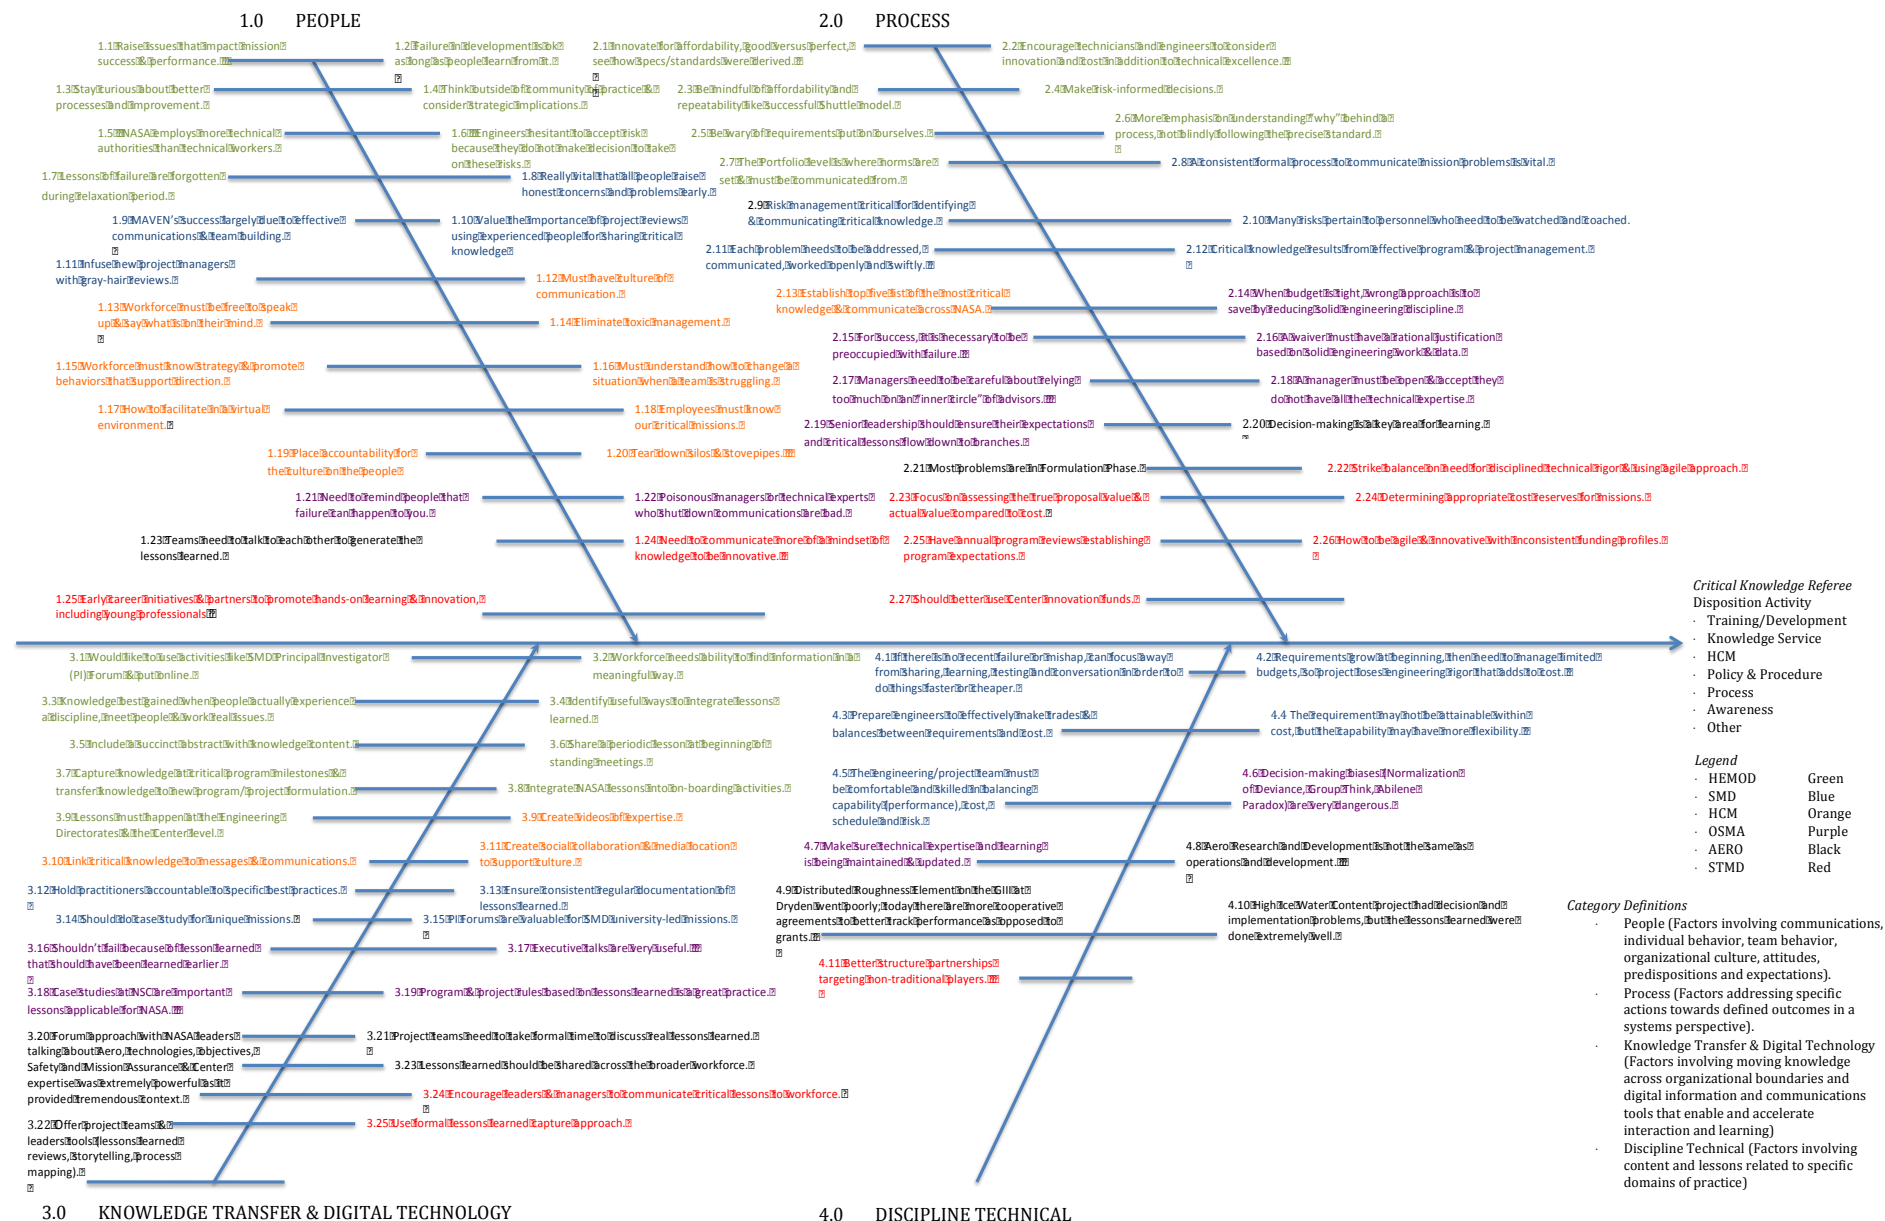 1.0 PEOPLE
1.1 Raise issues that impact mission
success & performance.
1.2 Failure in development is ok
as long as people learn from it.
1.3 Stay curious about better
processes and improvement.
1.4 Think outside of community of practice &
consider strategic implications.
1.5 NASA employs more technical
authorities than technical workers.
1.6 Engineers hesitant to accept risk
because they do not make decision to take
on these risks.
1.7 Lessons of failure are forgotten
during relaxation period.
1.8 Really vital that all people raise
honest concerns and problems early.
1.9 MAVEN's success largely due to effective
communications & team building.
1.10 Value the importance of project reviews
using experienced people for sharing critical
knowledge
1.11 Infuse new project managers
with gray-hair reviews.
1.12 Must have culture of
communication.
1.13 Workforce must be free to speak
up & say what is on their mind.
1.14 Eliminate toxic management.
1.15 Workforce must know strategy & promote
behaviors that support direction.
1.16 Must understand how to change a
situation when a team is struggling.
1.17 How to facilitate in a virtual
environment.
1.18 Employees must know
our critical missions.
1.19 Place accountability for
the culture on the people
1.20 Tear down silos & stovepipes.
1.21 Need to remind people that
failure can happen to you.
1.22 Poisonous managers or technical experts
who shut down communications are bad.
1.23 Teams need to talk to each other to generate the
lessons learned.
1.24 Need to communicate more of a mindset of
knowledge to be innovative.
1.25 Early career initiatives & partners to promote hands-on learning & innovation,
including young professionals
2.0 PROCESS
2.1 Innovate for affordability, good versus perfect,
see how specs/standards were derived.
2.2 Encourage technicians and engineers to consider
innovation and cost in addition to technical excellence.
2.3 Be mindful of affordability and
repeatability like successful Shuttle model.
2.4 Make risk-informed decisions.
2.5 Be wary of requirements put on ourselves.
2.6 More emphasis on understanding "why" behind a
process, not blindly following the precise standard.
2.7 The Portfolio level is where norms are
set & must be communicated from.
2.8 A consistent formal process to communicate mission problems is vital.
2.9 Risk management critical for identifying
& communicating critical knowledge.
2.10 Many risks pertain to personnel who need to be watched and coached.
2.11 Each problem needs to be addressed,
communicated, worked openly and swiftly.
2.12 Critical knowledge results from effective program & project management.
2.13 Establish top five list of the most critical
knowledge & communicate across NASA.
2.14 When budget is tight, wrong approach is to
save by reducing solid engineering discipline.
2.15 For success, it is necessary to be
preoccupied with failure.
2.16 A waiver must have a rational justification
based on solid engineering work & data.
2.17 Managers need to be careful about relying
too much on an "inner circle" of advisors.
2.18 A manager must be open & accept they
do not have all the technical expertise.
2.19 Senior leadership should ensure their expectations
and critical lessons flow down to branches.
2.20 Decision-making is a key area for learning.
2.21 Most problems are in Formulation Phase.
2.22 Strike balance on need for disciplined technical rigor & using agile approach.
2.23 Focus on assessing the true proposal value &
actual value compared to cost.
2.24 Determining appropriate cost reserves for missions.
2.25 Have annual program reviews establishing
program expectations.
2.26 How to be agile & innovative with inconsistent funding profiles.
2.27 Should better use Center Innovation funds.
Critical Knowledge Referee
Disposition Activity
· Training/Development
· Knowledge Service
· HCM
· Policy & Procedure
· Process
· Awareness
· Other
Legend
· HEMOD Green
· SMD Blue
· HCM Orange
· OSMA Purple
· AERO Black
· STMD Red
Category Definitions
· People (Factors involving communications,
individual behavior, team behavior,
organizational culture, attitudes,
predispositions and expectations).
· Process (Factors addressing specific
actions towards defined outcomes in a
systems perspective).
· Knowledge Transfer & Digital Technology
(Factors involving moving knowledge
across organizational boundaries and
digital information and communications
tools that enable and accelerate
interaction and learning)
· Discipline Technical (Factors involving
content and lessons related to specific
domains of practice)
3.1 Would like to use activities like SMD Principal Investigator
(PI) Forum & put online.
3.2 Workforce needs ability to find information in a
meaningful way.
3.3 Knowledge best gained when people actually experience
a discipline, meet people & work real issues.
3.4 Identify useful ways to integrate lessons
learned.
3.5 Include a succinct abstract with knowledge content.
3.6 Share a periodic lesson at beginning of
standing meetings.
3.7 Capture knowledge at critical program milestones &
transfer knowledge to new program/project formulation.
3.8 Integrate NASA lessons into on-boarding activities.
3.9 Lessons must happen at the Engineering
Directorates & the Center level.
3.9 Create videos of expertise.
3.10 Link critical knowledge to messages & communications.
3.11 Create social collaboration & media location
to support culture.
3.12 Hold practitioners accountable to specific best practices.
3.13 Ensure consistent regular documentation of
lessons learned.
3.14 Should do case study for unique missions.
3.15 PI Forums are valuable for SMD university-led missions.
3.16 Shouldn't fail because of lesson learned
that should have been learned earlier.
3.17 Executive talks are very useful.
3.18 Case studies at NSC are important
lessons applicable for NASA.
3.19 Program & project rules based on lessons learned is a great practice.
3.20 Forum approach with NASA leaders
talking about Aero, technologies, objectives,
Safety and Mission Assurance & Center
expertise was extremely powerful as it
provided tremendous context.
3.21 Project teams need to take formal time to discuss real lessons learned.
3.23 Lessons learned should be shared across the broader workforce.
3.24 Encourage leaders & managers to communicate critical lessons to workforce.
3.22 Offer project teams &
leaders tools (lessons learned
reviews, storytelling, process
mapping).
3.25 Use formal lessons learned capture approach.
3.0 KNOWLEDGE TRANSFER & DIGITAL TECHNOLOGY
4.1 If there is no recent failure or mishap, can focus away
from sharing, learning, testing and conversation in order to
do things faster or cheaper.
4.2 Requirements grow at beginning, then need to manage limited
budgets, so project loses engineering rigor that adds to cost.
4.3 Prepare engineers to effectively make trades &
balances between requirements and cost.
4.4 The requirement may not be attainable within
cost, but the capability may have more flexibility.
4.5 The engineering/project team must
be comfortable and skilled in balancing
capability (performance), cost,
schedule and risk.
4.6 Decision-making biases (Normalization
of Deviance, Group Think, Abilene
Paradox) are very dangerous.
4.7 Make sure technical expertise and learning
is being maintained & updated.
4.8 Aero Research and Development is not the same as
operations and development.
4.9 Distributed Roughness Element on the GIII at
Dryden went poorly; today there are more cooperative
agreements to better track performance as opposed to
grants.
4.10 High Ice Water Content project had decision and
implementation problems, but the lessons learned were
done extremely well.
4.11 Better structure partnerships
targeting non-traditional players.
4.0 DISCIPLINE TECHNICAL